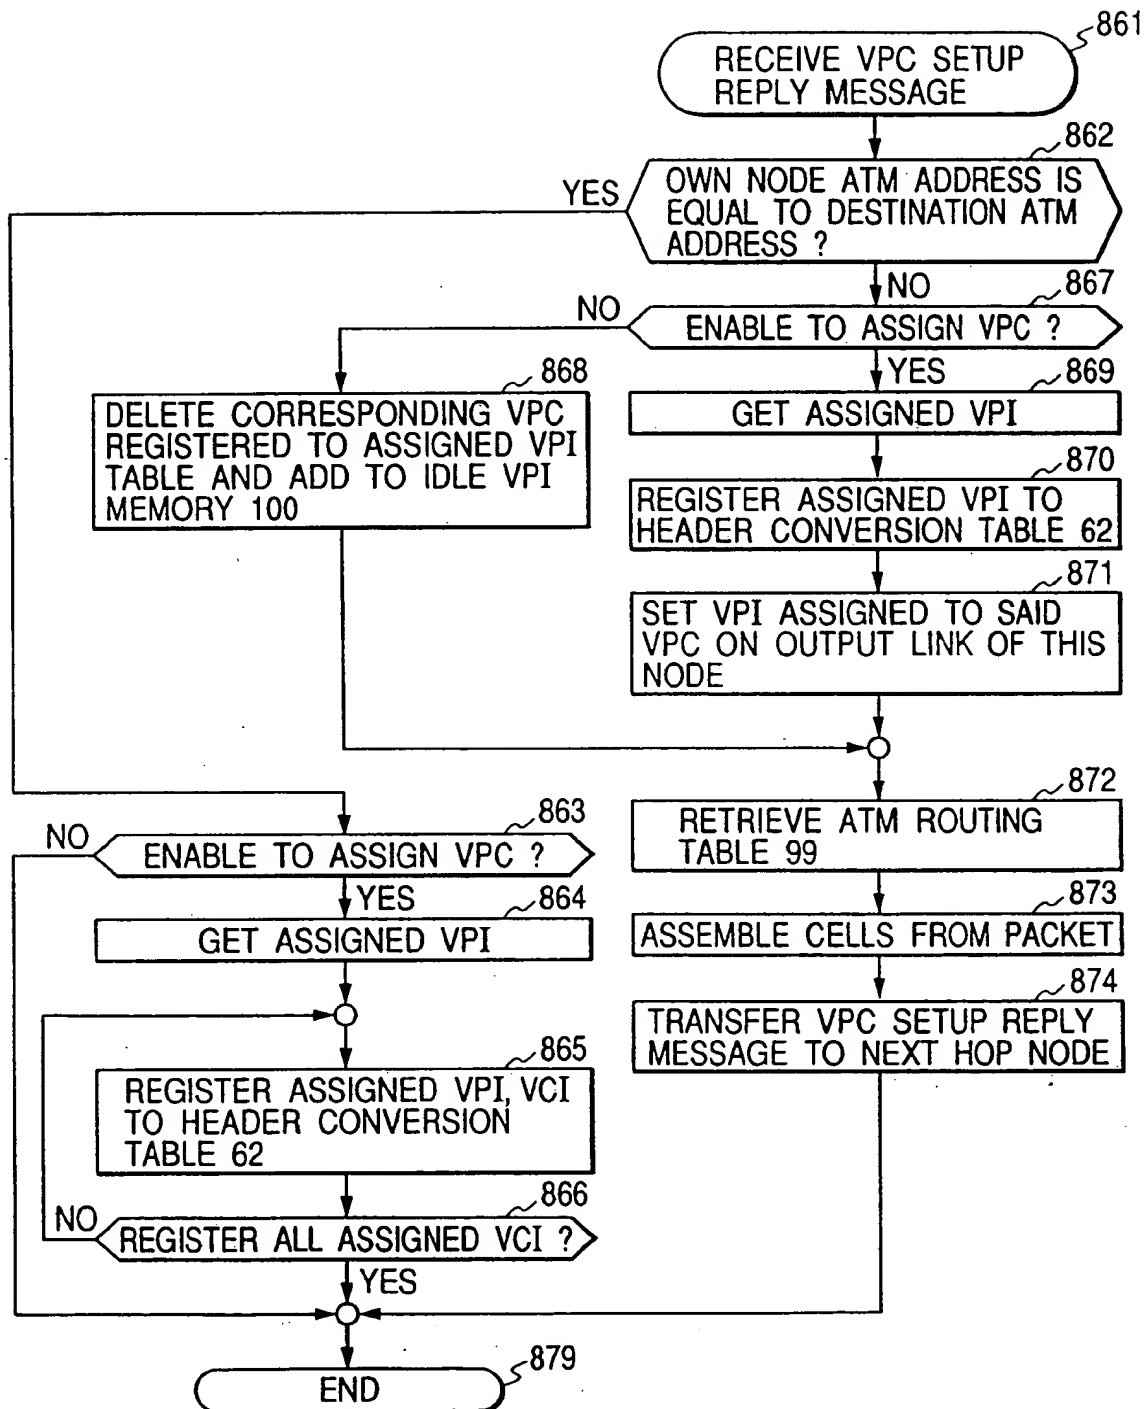 861
RECEIVE VPC SETUP
REPLY MESSAGE
862
YES
OWN NODE ATM ADDRESS IS
EQUAL TO DESTINATION ATM
ADDRESS ?
NO
867
NO
ENABLE TO ASSIGN VPC ?
YES
868
DELETE CORRESPONDING VPC
REGISTERED TO ASSIGNED VPI
TABLE AND ADD TO IDLE VPI
MEMORY 100
869
GET ASSIGNED VPI
870
REGISTER ASSIGNED VPI TO
HEADER CONVERSION TABLE 62
871
SET VPI ASSIGNED TO SAID
VPC ON OUTPUT LINK OF THIS
NODE
872
RETRIEVE ATM ROUTING
TABLE 99
873
ASSEMBLE CELLS FROM PACKET
874
TRANSFER VPC SETUP REPLY
MESSAGE TO NEXT HOP NODE
863
NO
ENABLE TO ASSIGN VPC ?
YES
864
GET ASSIGNED VPI
865
REGISTER ASSIGNED VPI, VCI
TO HEADER CONVERSION
TABLE 62
866
NO
REGISTER ALL ASSIGNED VCI ?
YES
879
END